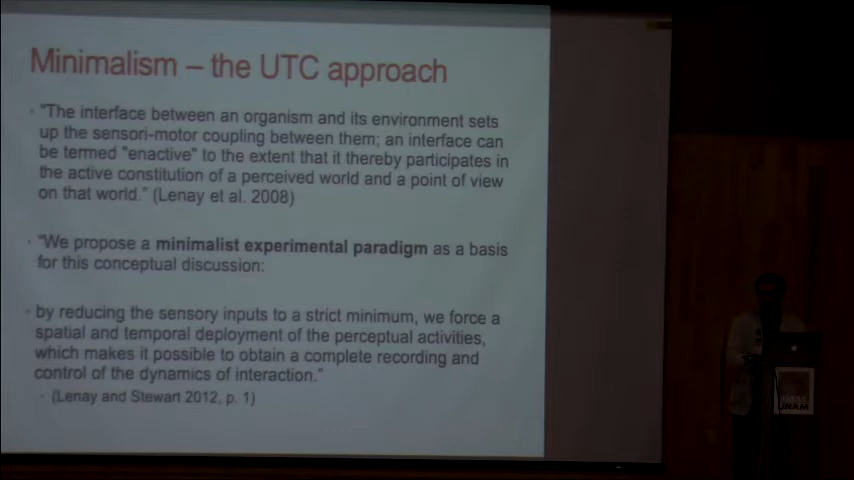 Minimalism – the UTC approach
"The interface between an organism and its environment sets
up the sensori-motor coupling between them; an interface can
be termed "enactive" to the extent that it thereby participates in
the active constitution of a perceived world and a point of view
on that world." (Lenay et al. 2008)
"We propose a minimalist experimental paradigm as a basis
for this conceptual discussion:
by reducing the sensory inputs to a strict minimum, we force a
spatial and temporal deployment of the perceptual activities,
which makes it possible to obtain a complete recording and
control of the dynamics of interaction."
(Lenay and Stewart 2012, p. 1)
UNAM